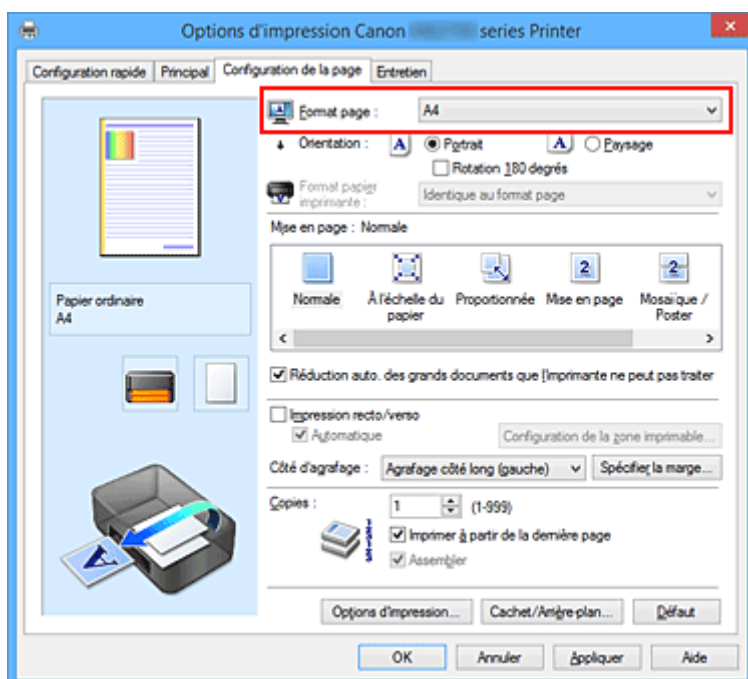 Options d'impression Canon series Printer
Configuration rapide Principal Configuration de la page Entretien
Format page : A4
Orientation : A Portrait A Paysage
Rotation 180 degrés
Format papier imprimante : Identique au format page
Mise en page : Normale
2 2
Normale À l'échelle du papier Proportionnée Mise en page Mosaïque / Poster
Papier ordinaire
A4
Réduction auto. des grands documents que l'imprimante ne peut pas traiter
Impression recto/verso
Automatique Configuration de la zone imprimable...
Côté d'agrafage : Agrafage côté long (gauche) Spécifier la marge...
Copies : 1 (1-999)
Imprimer à partir de la dernière page
Assembler
A
Options d'impression... Cachet/Arrière-plan... Défaut
OK Annuler Appliquer Aide